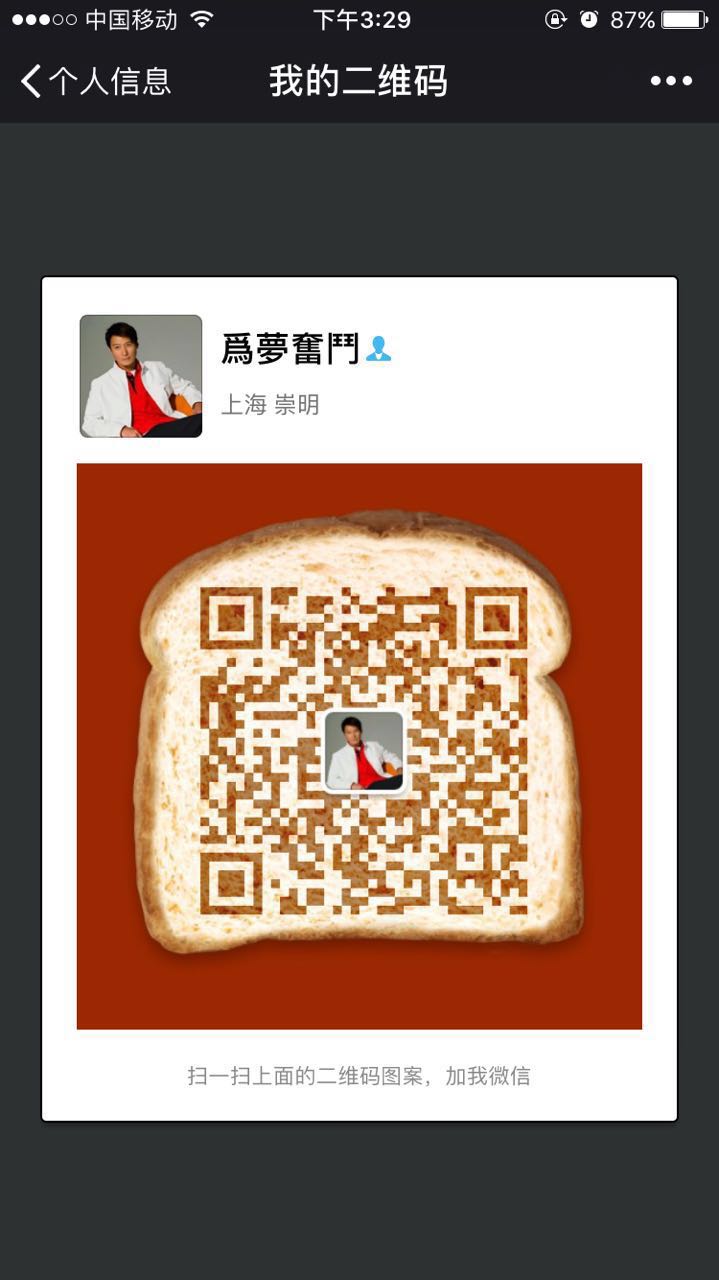 中国移动 下午3:29 87%
个人信息 我的二维码
爲夢奮鬥
上海 崇明
扫一扫上面的二维码图案，加我微信